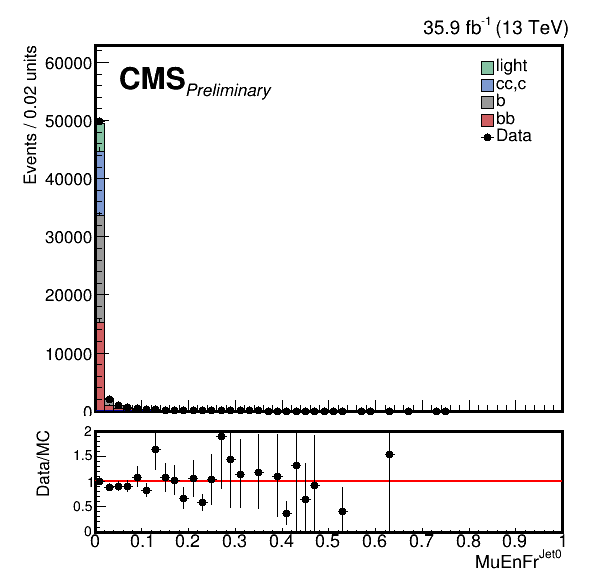 35.9 fb-1 (13 TeV)
CMS Preliminary
Events / 0.02 units
60000
50000
40000
30000
20000
10000
0
light
cc,c
b
bb
Data
Data/MC
2
1.5
1
0.5
0
0 0.1 0.2 0.3 0.4 0.5 0.6 0.7 0.8 0.9 1
MuEnFrJet0